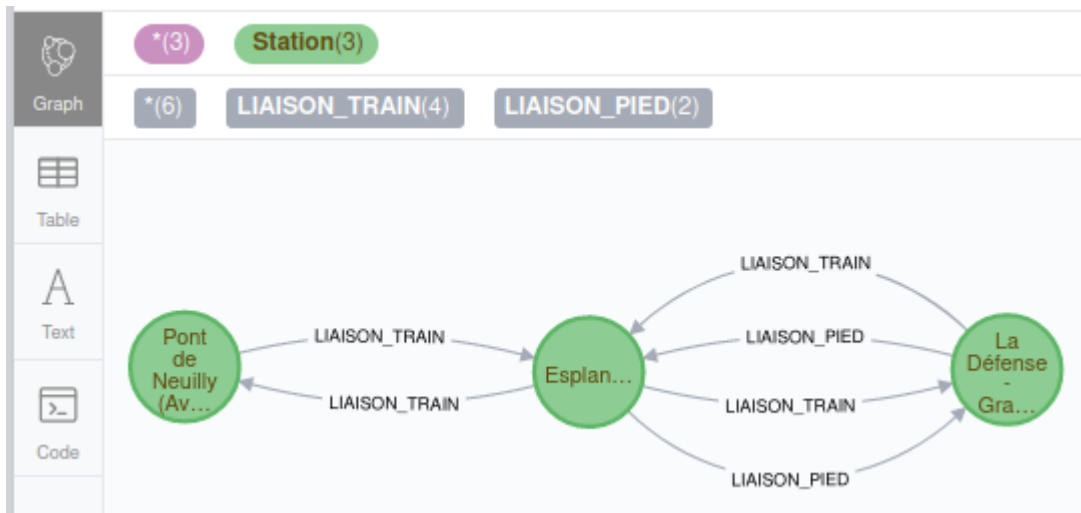 *(3) Station(3)
Graph
*(6) LIAISON_TRAIN(4) LIAISON_PIED(2)
Table
Text
Code
LIAISON_TRAIN
LIAISON_TRAIN
LIAISON_TRAIN
LIAISON_PIED
LIAISON_TRAIN
LIAISON_PIED
Pont
de
Neuilly
(Av...
Esplan...
La
Défense
-
Gra...